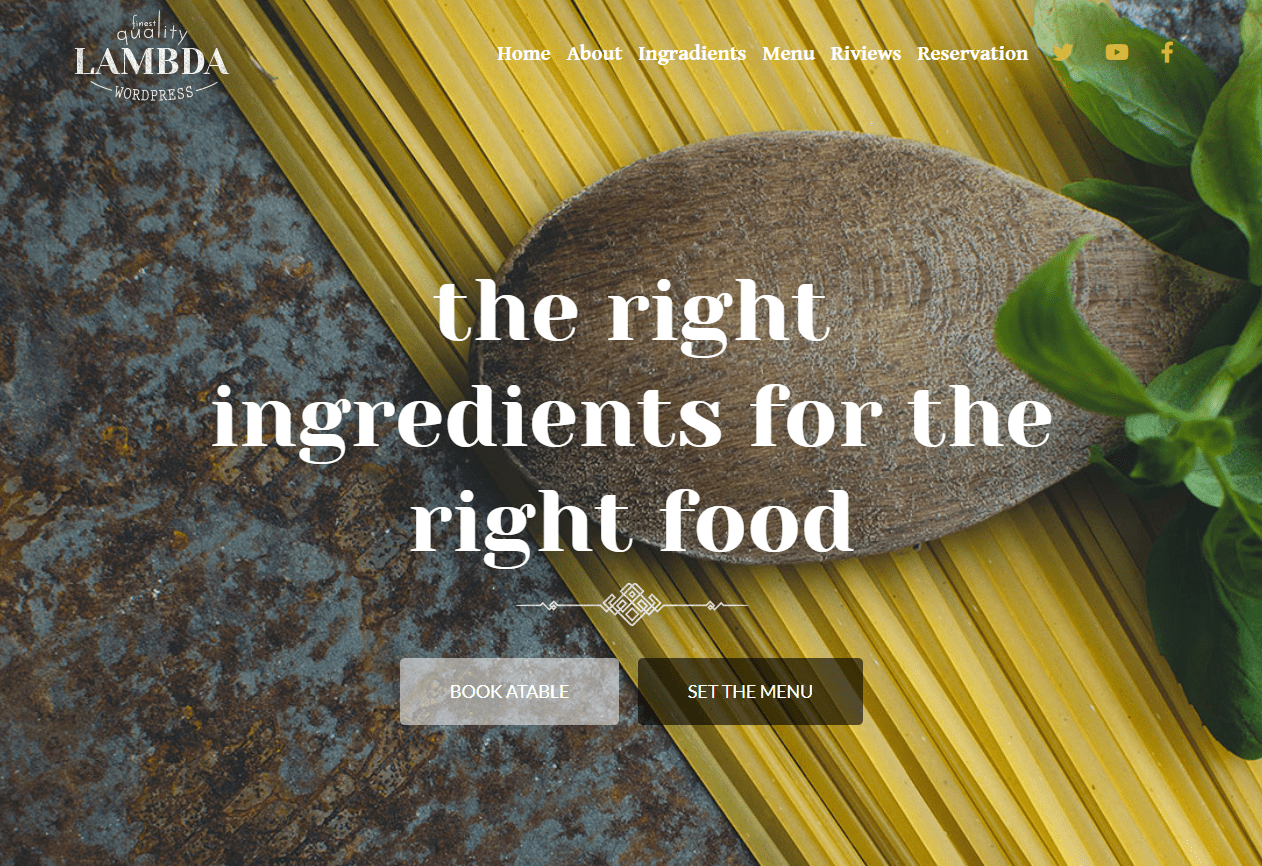 finest
quality
LAMBDA
WORDPRESS
Home About Ingradients Menu Riviews Reservation
the right
ingredients for the
right food
BOOK ATABLE SET THE MENU